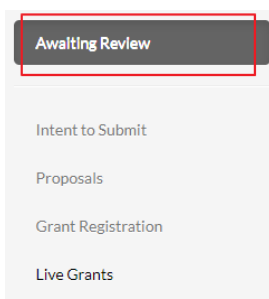 Awaiting Review
Intent to Submit
Proposals
Grant Registration
Live Grants